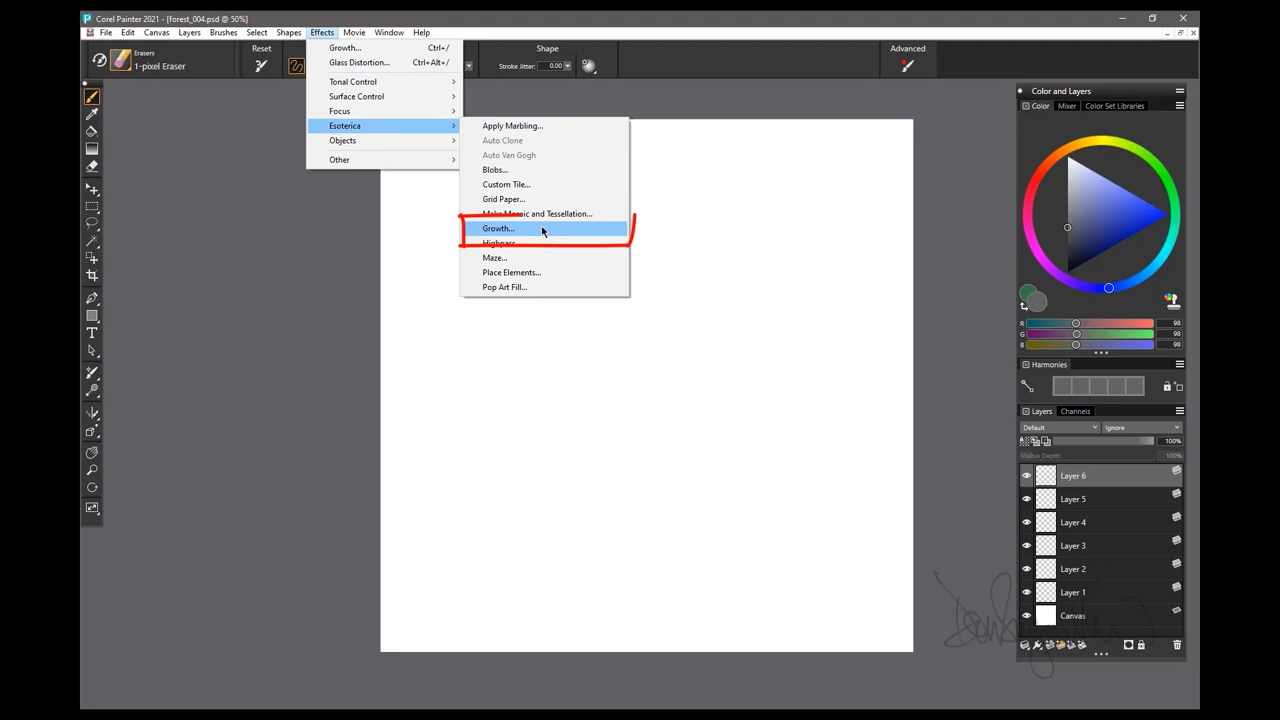 Corel Painter 2021 - [forest_004.psd @ 50%]
File Edit Canvas Layers Brushes Select Shapes Effects Movie Window Help
Erasers
1-pixel Eraser
Reset
Shape
Stroke Jitter: 0.00
Advanced
Growth... Ctrl+/
Glass Distortion... Ctrl+Alt+/
Tonal Control
Surface Control
Focus
Esoterica
Objects
Other
Apply Marbling...
Auto Clone
Auto Van Gogh
Blobs...
Custom Tile...
Grid Paper...
Make Mosaic and Tessellation...
Growth...
Highpass...
Maze...
Place Elements...
Pop Art Fill...
Color and Layers
Color Mixer Color Set Libraries
R 98
G 98
B 98
Harmonies
Layers Channels
Default Ignore
100%
Visible Depth: 100%
Layer 6
Layer 5
Layer 4
Layer 3
Layer 2
Layer 1
Canvas